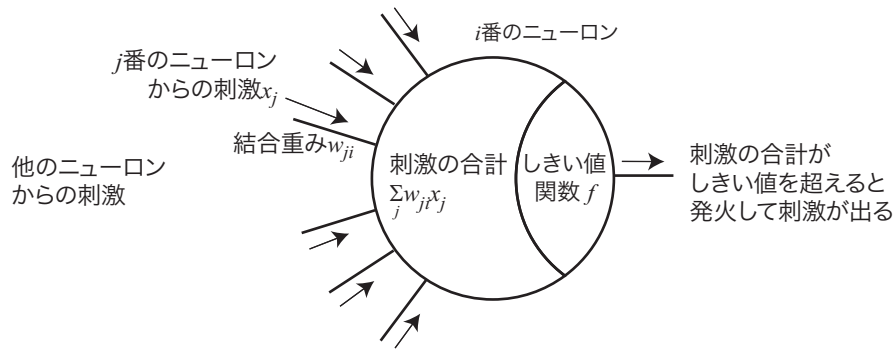 i番のニューロン
j番のニューロン
からの刺激xj
結合重みwji
他のニューロン
からの刺激
刺激の合計
Σj wji xj
しきい値
関数 f
刺激の合計が
しきい値を超えると
発火して刺激が出る